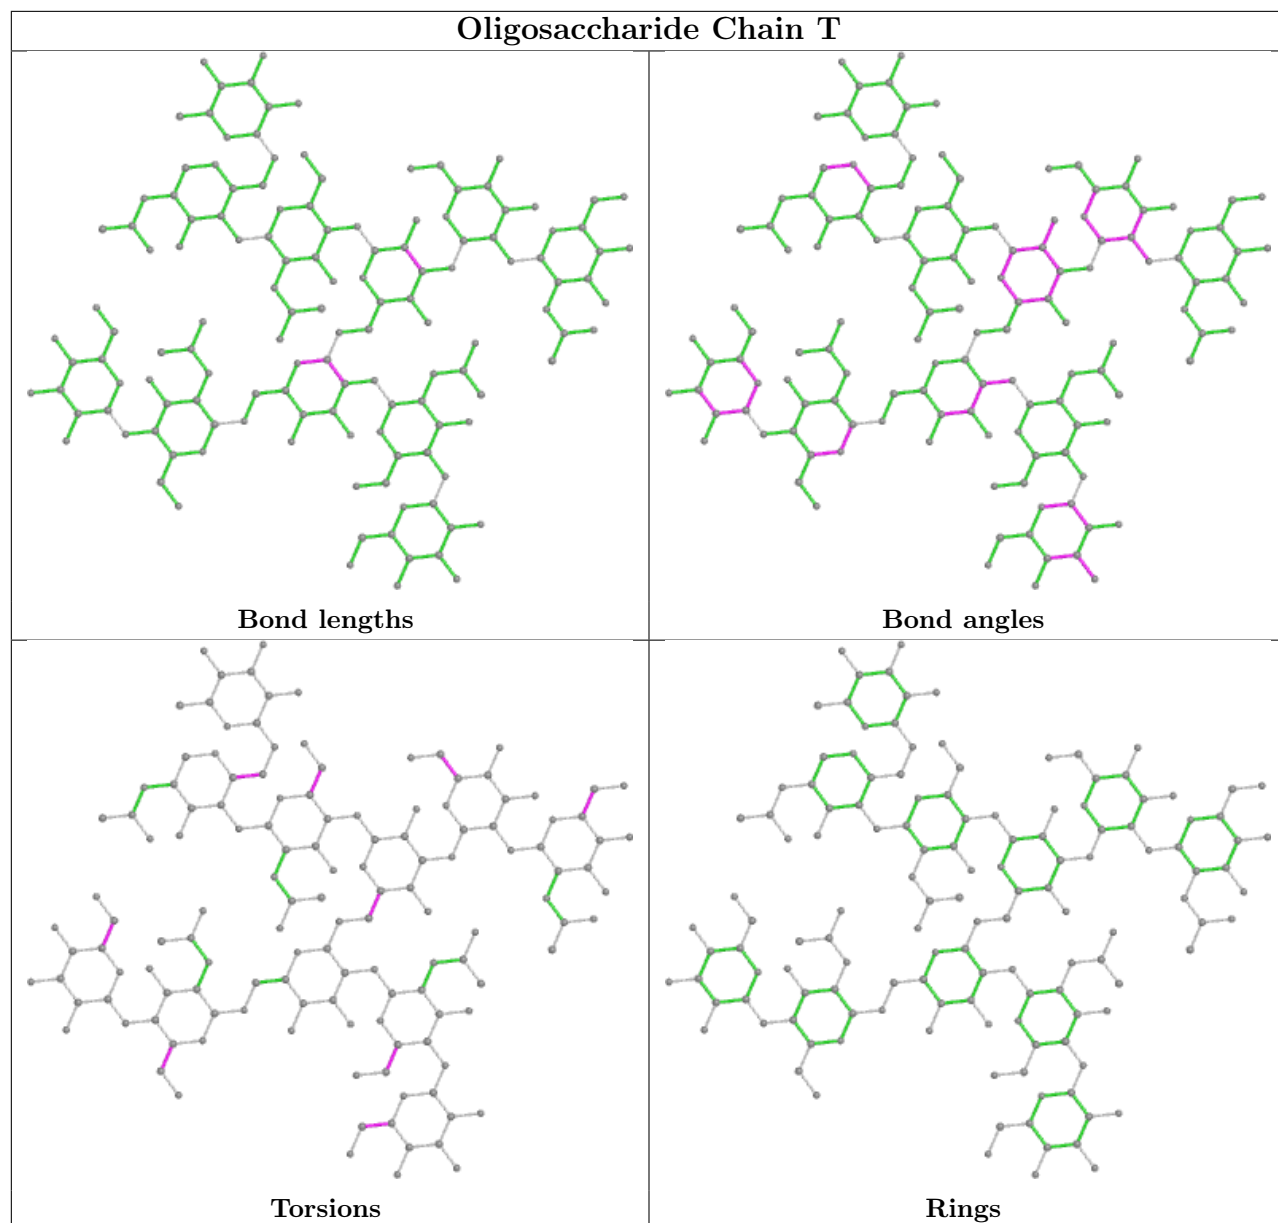 Oligosaccharide Chain T
Bond lengths
Bond angles
Torsions
Rings